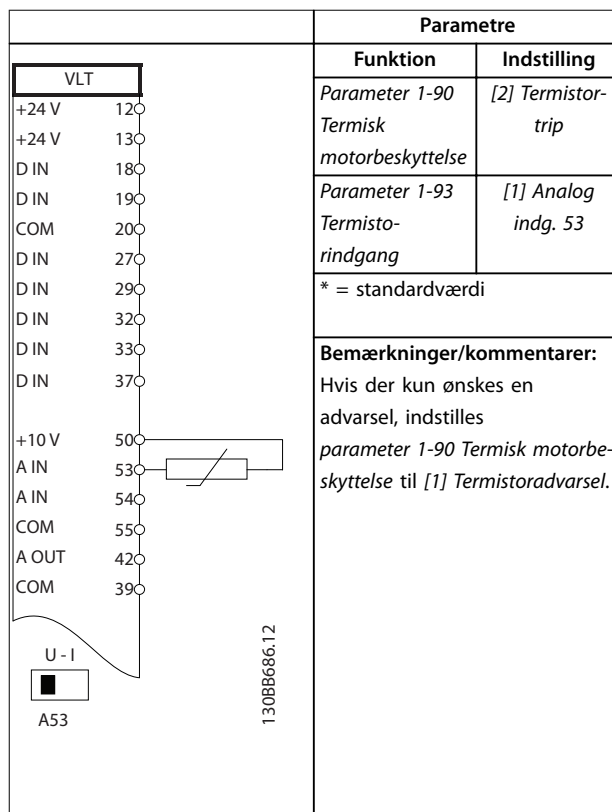 VLT
+24 V 12
+24 V 13
D IN 18
D IN 19
COM 20
D IN 27
D IN 29
D IN 32
D IN 33
D IN 37
+10 V 50
A IN 53
A IN 54
COM 55
A OUT 42
COM 39
U - I
A53
130BB686.12
Parametre
Funktion Indstilling
Parameter 1-90 [2] Termistor-
Termisk trip
motorbeskyttelse
Parameter 1-93 [1] Analog
Termisto- indg. 53
rindgang
* = standardværdi
Bemærkninger/kommentarer:
Hvis der kun ønskes en
advarsel, indstilles
parameter 1-90 Termisk motorbe-
skyttelse til [1] Termistoradvarsel.